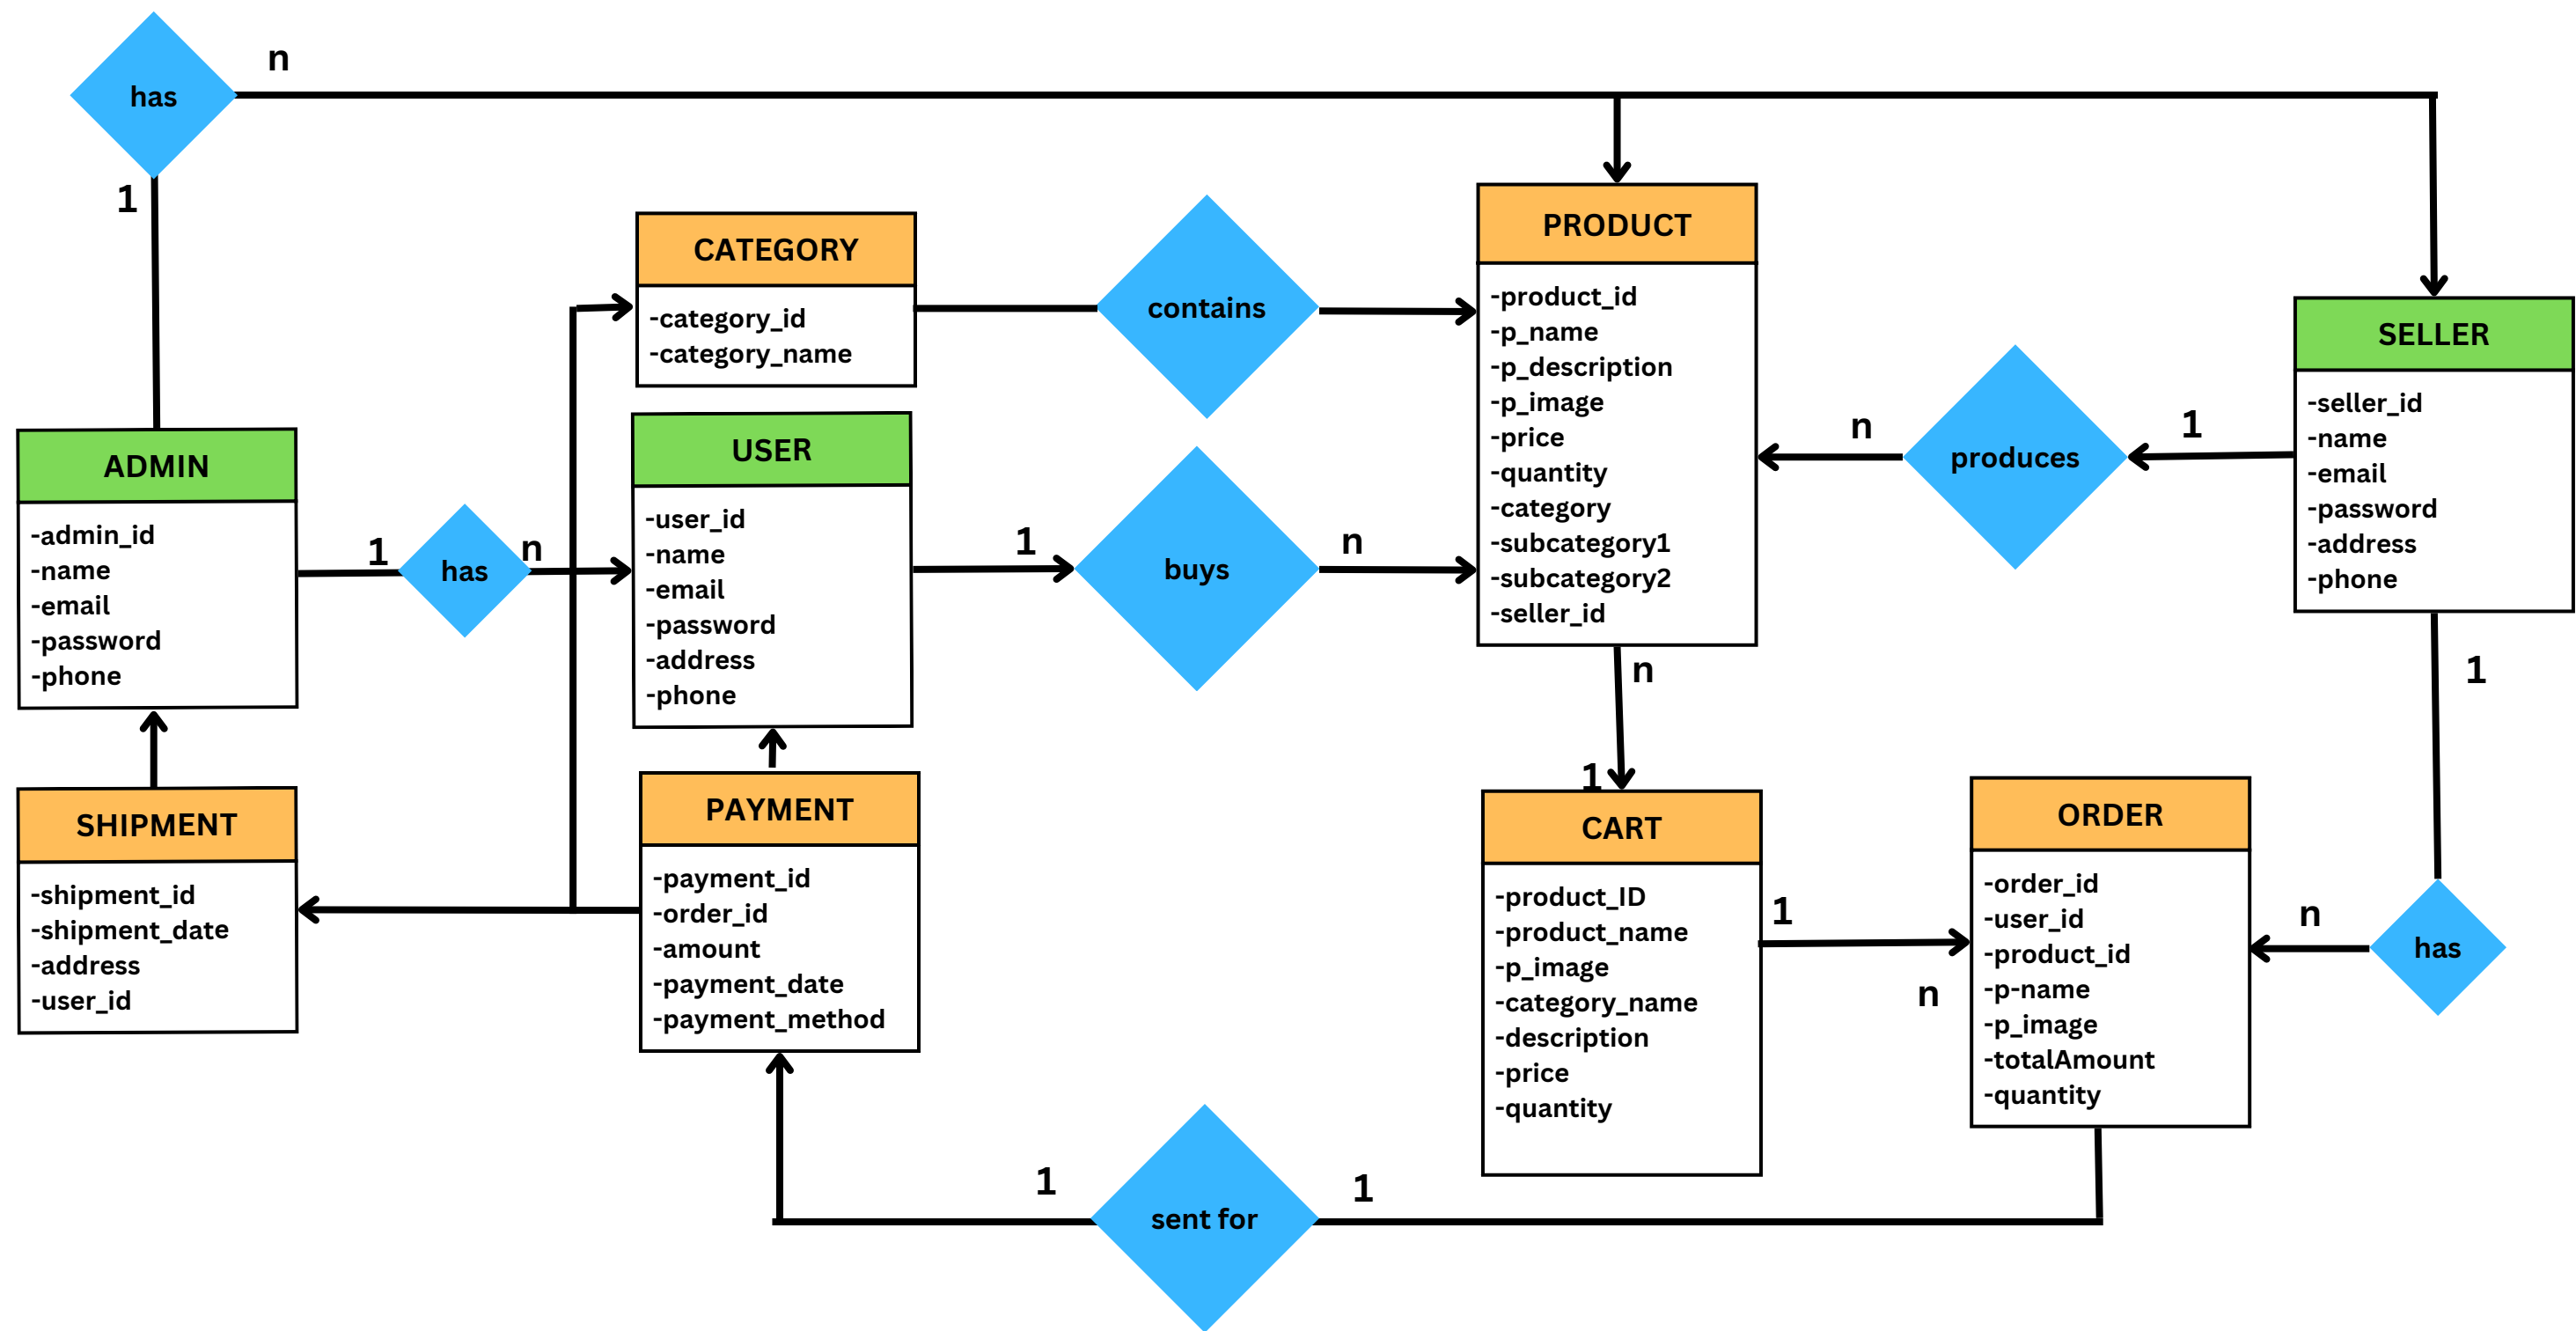 has
n
1
CATEGORY
-category_id
-category_name
contains
PRODUCT
-product_id
-p_name
-p_description
-p_image
-price
-quantity
-category
-subcategory1
-subcategory2
-seller_id
SELLER
-seller_id
-name
-email
-password
-address
-phone
produces
n
1
ADMIN
-admin_id
-name
-email
-password
-phone
1
has
n
USER
-user_id
-name
-email
-password
-address
-phone
1
buys
n
n
1
1
SHIPMENT
-shipment_id
-shipment_date
-address
-user_id
PAYMENT
-payment_id
-order_id
-amount
-payment_date
-payment_method
CART
-product_ID
-product_name
-p_image
-category_name
-description
-price
-quantity
1
n
ORDER
-order_id
-user_id
-product_id
-p-name
-p_image
-totalAmount
-quantity
n
has
1
sent for
1